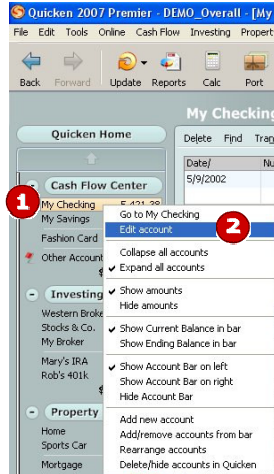 Quicken 2007 Premier - DEMO_Overall - [My
File Edit Tools Online Cash Flow Investing Propert
Back Forward Update Reports Calc Port
My Checking
Quicken Home
Delete Find Tran
Date/ Nu
5/9/2002
Cash Flow Center
1
My Checking 5,421.38
My Savings
Fashion Card
Other Account
$
Go to My Checking
Edit account
2
Collapse all accounts
Expand all accounts
Show amounts
Hide amounts
Show Current Balance in bar
Show Ending Balance in bar
Show Account Bar on left
Show Account Bar on right
Hide Account Bar
Add new account
Add/remove accounts from bar
Rearrange accounts
Delete/hide accounts in Quicken
Investing
Western Broke
Stocks & Co.
My Broker
Mary's IRA
Rob's 401k
$
Property
Home
Sports Car
Mortgage